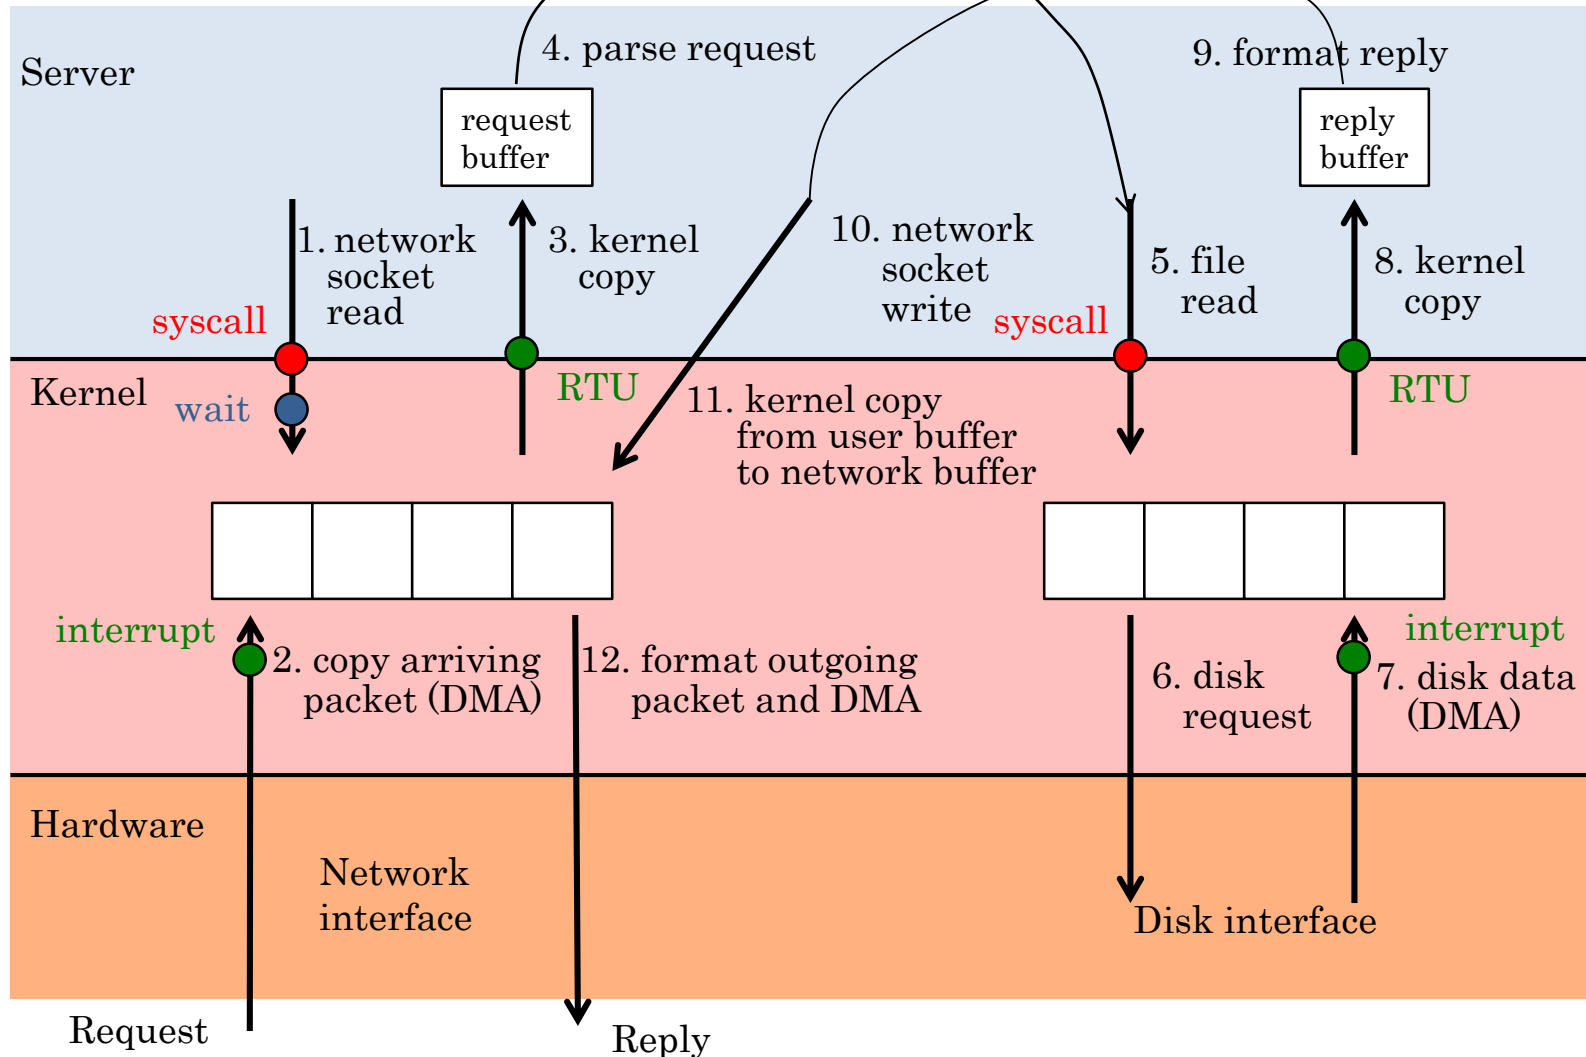 Server
4. parse request
9. format reply
request
buffer
reply
buffer
1. network
socket
read
3. kernel
copy
10. network
socket
write
5. file
read
8. kernel
copy
syscall
syscall
Kernel
wait
RTU
11. kernel copy
from user buffer
to network buffer
RTU
interrupt
2. copy arriving
packet (DMA)
12. format outgoing
packet and DMA
6. disk
request
interrupt
7. disk data
(DMA)
Hardware
Network
interface
Disk interface
Request
Reply